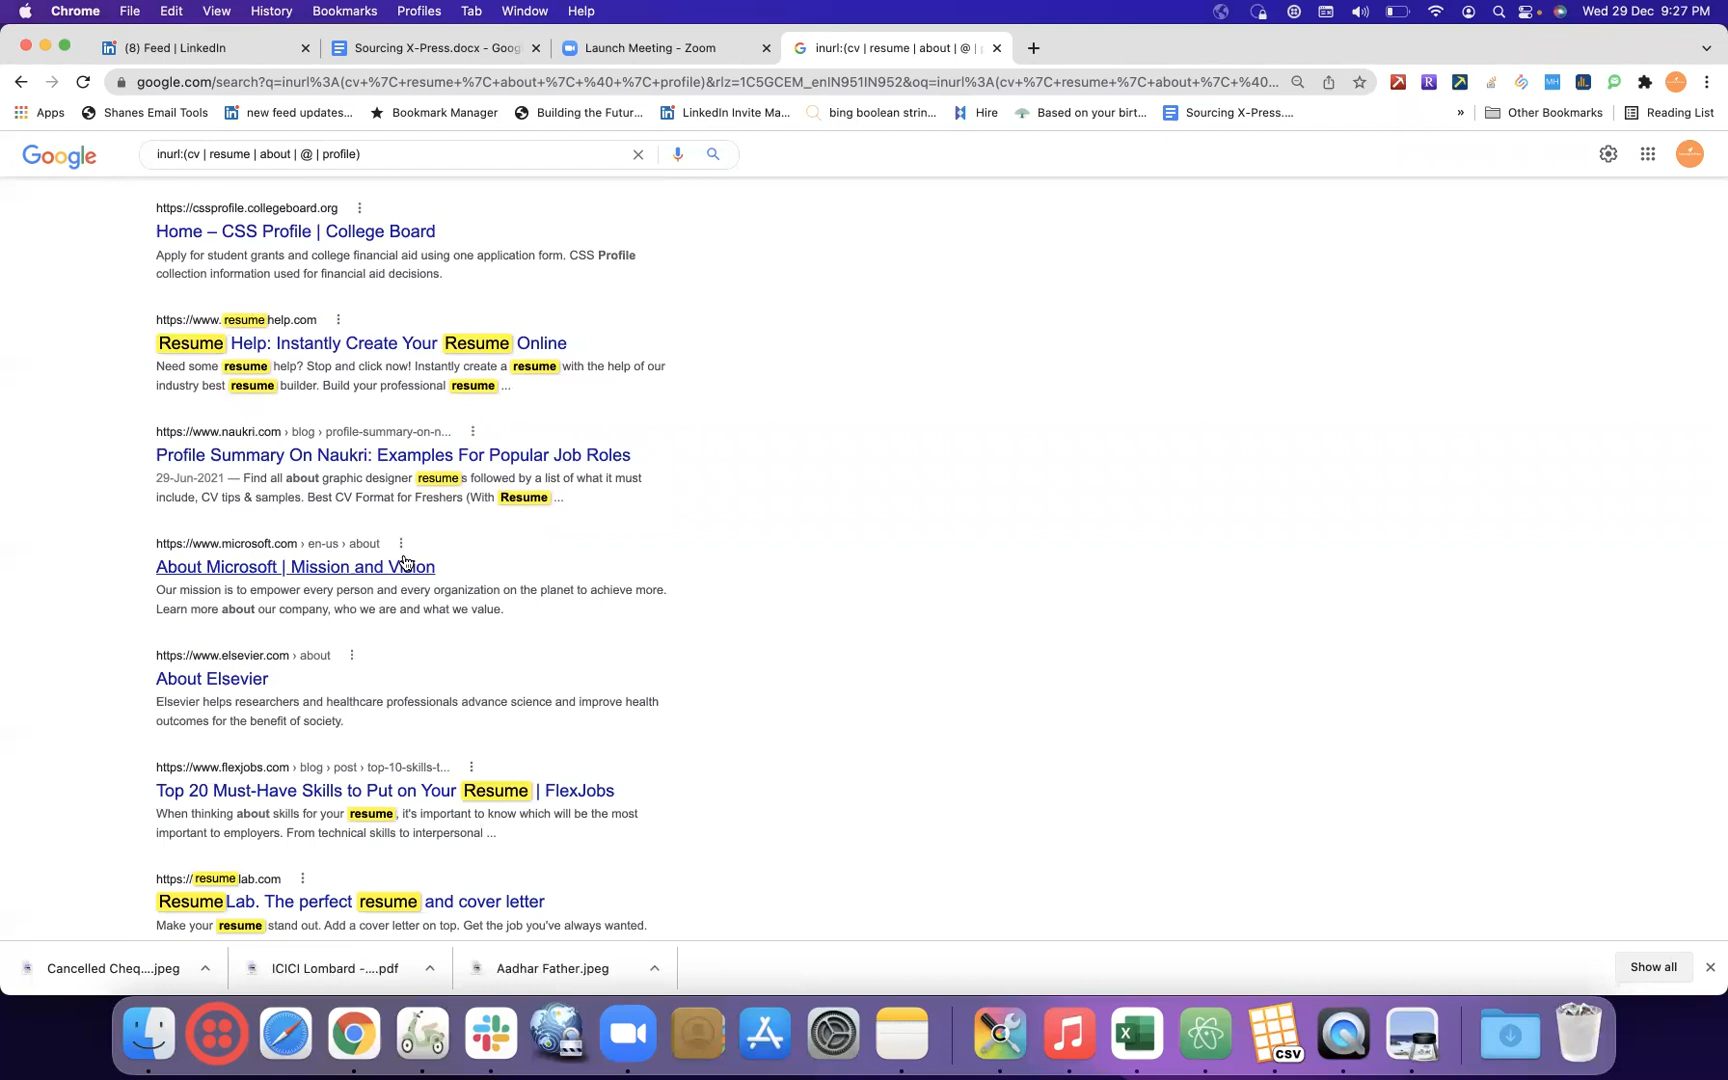 Chrome File Edit View History Bookmarks Profiles Tab Window Help Wed 29 Dec 9:27 PM
(8) Feed | LinkedIn Sourcing X-Press.docx - Goog Launch Meeting - Zoom inurl:(cv | resume | about | @ | p
google.com/search?q=inurl%3A(cv+%7C+resume+%7C+about+%7C+%40+%7C+profile)&rlz=1C5GCEM_enIN951IN952&oq=inurl%3A(cv+%7C+resume+%7C+about+%7C+%40...
Apps Shanes Email Tools new feed updates... Bookmark Manager Building the Futur... LinkedIn Invite Ma... bing boolean strin... Hire Based on your birt... Sourcing X-Press.... » Other Bookmarks Reading List
Google inurl:(cv | resume | about | @ | profile)
https://cssprofile.collegeboard.org
Home – CSS Profile | College Board
Apply for student grants and college financial aid using one application form. CSS Profile
collection information used for financial aid decisions.
https://www.resumehelp.com
Resume Help: Instantly Create Your Resume Online
Need some resume help? Stop and click now! Instantly create a resume with the help of our
industry best resume builder. Build your professional resume ...
https://www.naukri.com › blog › profile-summary-on-n...
Profile Summary On Naukri: Examples For Popular Job Roles
29-Jun-2021 — Find all about graphic designer resumes followed by a list of what it must
include, CV tips & samples. Best CV Format for Freshers (With Resume ...
https://www.microsoft.com › en-us › about
About Microsoft | Mission and Vision
Our mission is to empower every person and every organization on the planet to achieve more.
Learn more about our company, who we are and what we value.
https://www.elsevier.com › about
About Elsevier
Elsevier helps researchers and healthcare professionals advance science and improve health
outcomes for the benefit of society.
https://www.flexjobs.com › blog › post › top-10-skills-t...
Top 20 Must-Have Skills to Put on Your Resume | FlexJobs
When thinking about skills for your resume, it's important to know which will be the most
important to employers. From technical skills to interpersonal ...
https://resumelab.com
ResumeLab. The perfect resume and cover letter
Make your resume stand out. Add a cover letter on top. Get the job you've always wanted.
Cancelled Cheq....jpeg ICICI Lombard -....pdf Aadhar Father.jpeg Show all
CSV